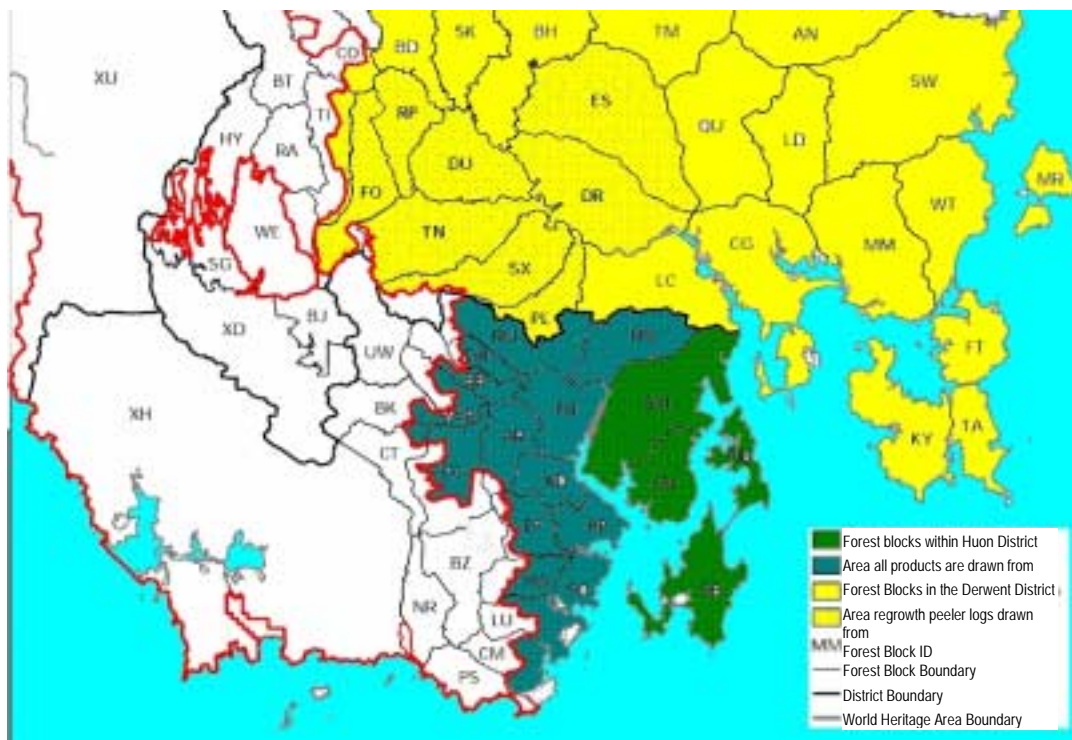 CD
BD
SK
BH
TM
AN
XU
BT
TI
SW
RP
ES
HY
RA
QU
LD
DU
MR
FO
DR
WT
WE
TN
CG
MM
SG
SX
LC
XD
BJ
PL
UW
FT
BK
XH
CT
KY
TA
BZ
NR
LU
CM
PS
Forest blocks within Huon District
Area all products are drawn from
Forest Blocks in the Derwent District
Area regrowth peeler logs drawn
from
MM Forest Block ID
Forest Block Boundary
District Boundary
World Heritage Area Boundary